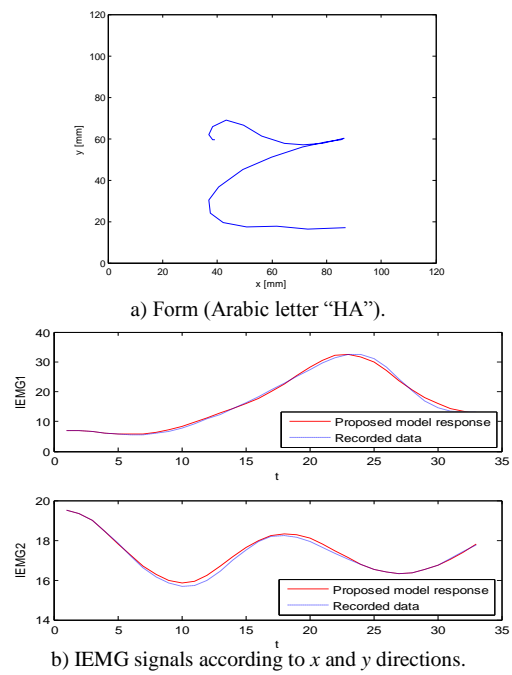 120
100
80
60
40
20
0
y [mm]
0 20 40 60 80 100 120
x [mm]
a) Form (Arabic letter “HA”).
40
30
20
10
0
IEMG1
Proposed model response
Recorded data
0 5 10 15 20 25 30 35
t
20
18
16
14
IEMG2
Proposed model response
Recorded data
0 5 10 15 20 25 30 35
t
b) IEMG signals according to x and y directions.